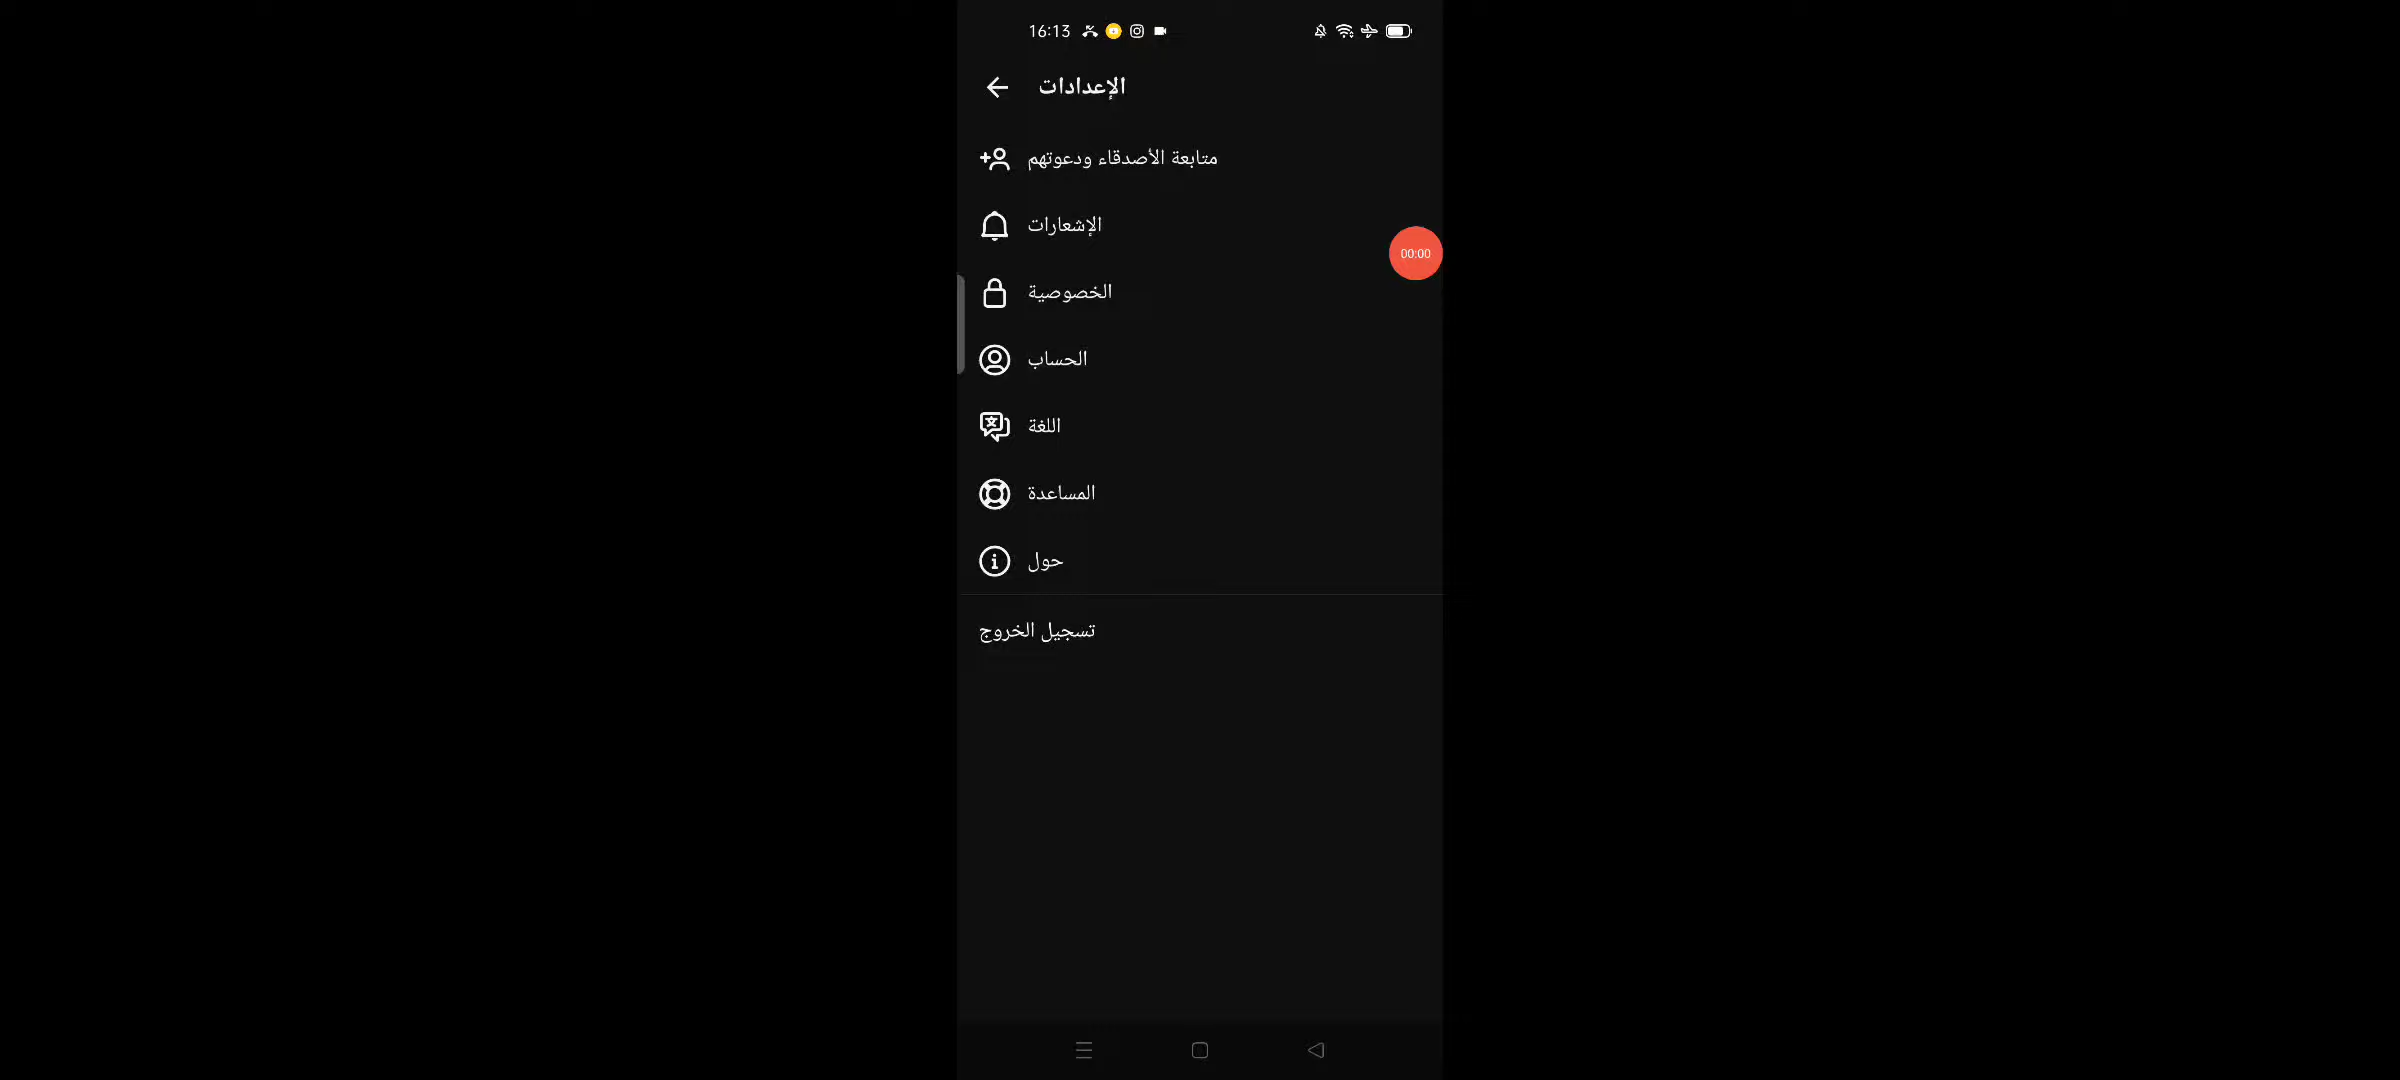 16:13
الإعدادات
متابعة الأصدقاء ودعوتهم
الإشعارات
00:00
الخصوصية
الحساب
اللغة
المساعدة
حول
تسجيل الخروج